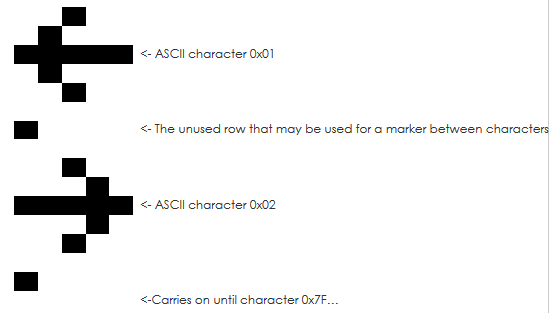 <- ASCII character 0x01
<- The unused row that may be used for a marker between characters
<- ASCII character 0x02
<-Carries on until character 0x7F...